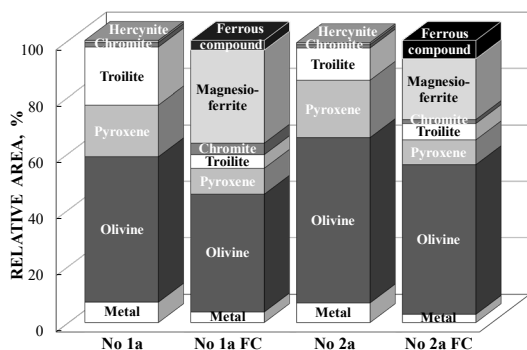 Hercynite
Chromite
Troilite
Pyroxene
Olivine
Metal
Ferrous
compound
Magnesio-
ferrite
Chromite
Troilite
Pyroxene
Olivine
Metal
Hercynite
Chromite
Troilite
Pyroxene
Olivine
Metal
Ferrous
compound
Magnesio-
ferrite
Chromite
Troilite
Pyroxene
Olivine
Metal
RELATIVE AREA, %
100
80
60
40
20
0
No 1a
No 1a FC
No 2a
No 2a FC